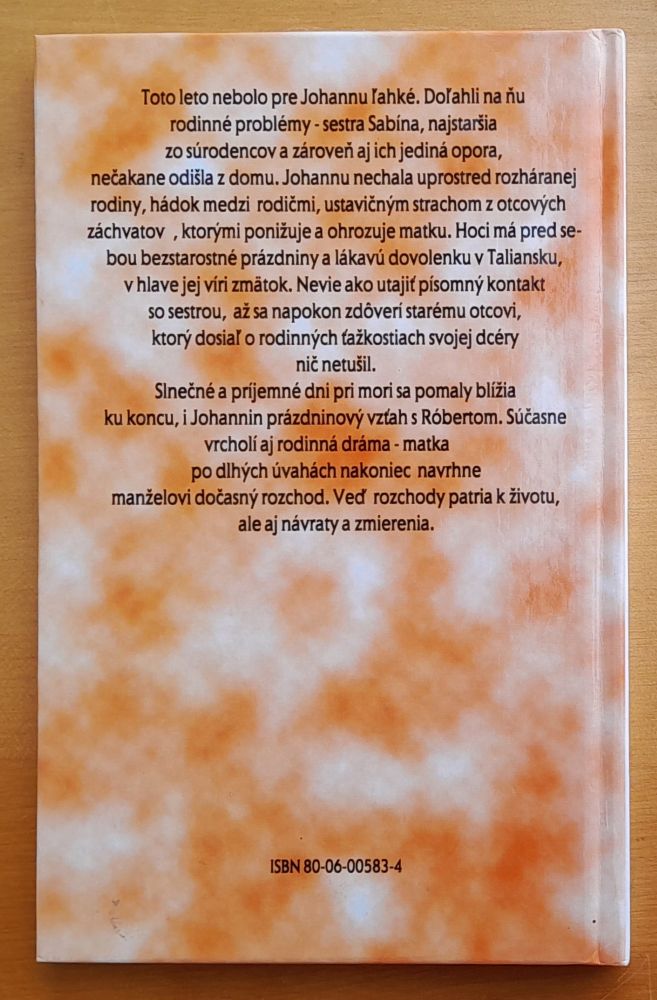 Toto leto nebolo pre Johannu ľahké. Doľahli na ňu
rodinné problémy - sestra Sabína, najstaršia
zo súrodencov a zároveň aj ich jediná opora,
nečakane odišla z domu. Johannu nechala uprostred rozháranej
rodiny, hádok medzi rodičmi, ustavičným strachom z otcových
záchvatov , ktorými ponižuje a ohrozuje matku. Hoci má pred se-
bou bezstarostné prázdniny a lákavú dovolenku v Taliansku,
v hlave jej víri zmätok. Nevie ako utajiť písomný kontakt
so sestrou, až sa napokon zdôverí starému otcovi,
ktorý dosiaľ o rodinných ťažkostiach svojej dcéry
nič netušil.
Slnečné a príjemné dni pri mori sa pomaly blížia
ku koncu, i Johannin prázdninový vzťah s Róbertom. Súčasne
vrcholí aj rodinná dráma - matka
po dlhých úvahách nakoniec navrhne
manželovi dočasný rozchod. Veď rozchody patria k životu,
ale aj návraty a zmierenia.
ISBN 80-06-00583-4